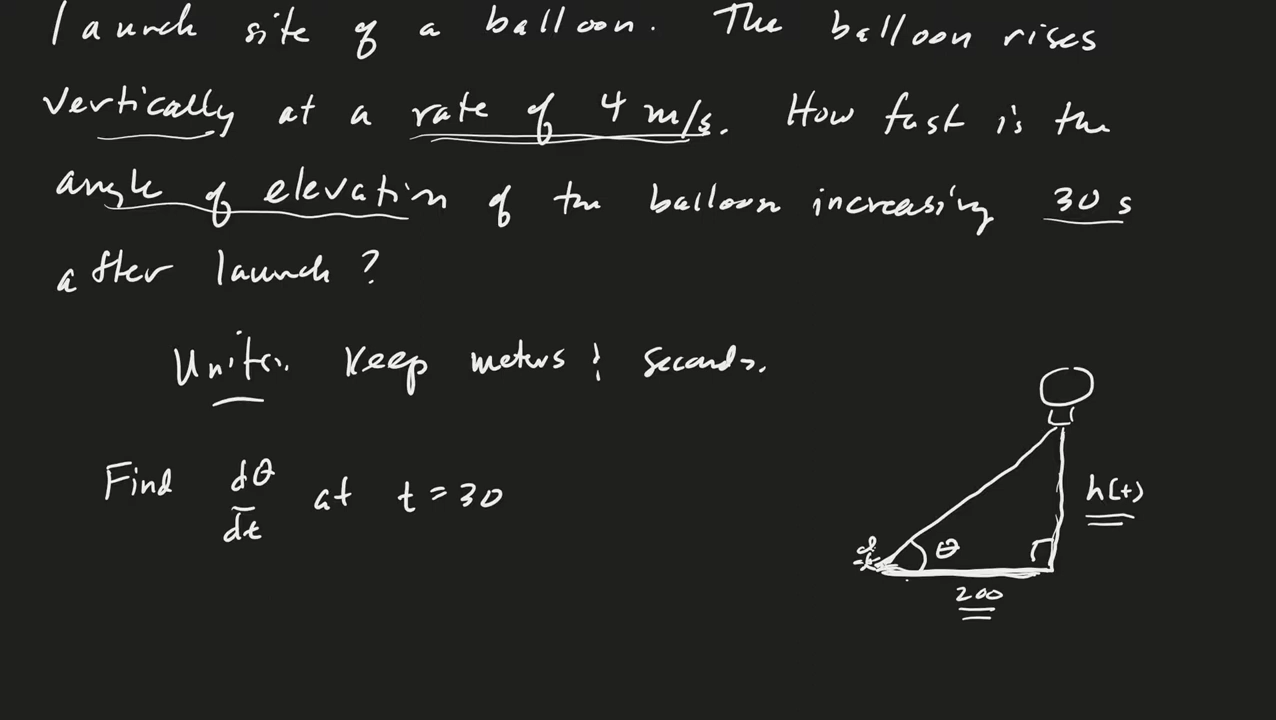 launch site of a balloon. The balloon rises
vertically at a rate of 4 m/s. How fast is the
angle of elevation of the balloon increasing 30 s
after launch?
Units: Keep meters & seconds.
Find dθ/dt at t = 30
h(t)
θ
200